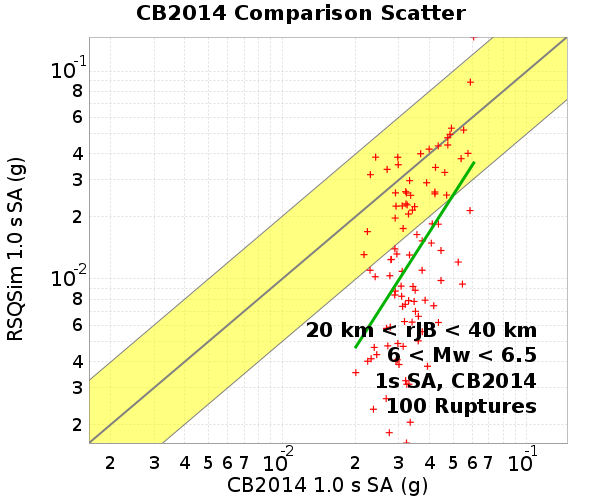 CB2014 Comparison Scatter
RSQSim 1.0 s SA (g)
10-1
8
6
4
3
2
10-2
8
6
4
3
2
20 km < rJB < 40 km
6 < Mw < 6.5
1s SA, CB2014
100 Ruptures
2 3 4 5 6 7 10-2 2 3 4 5 6 7 10-1
CB2014 1.0 s SA (g)